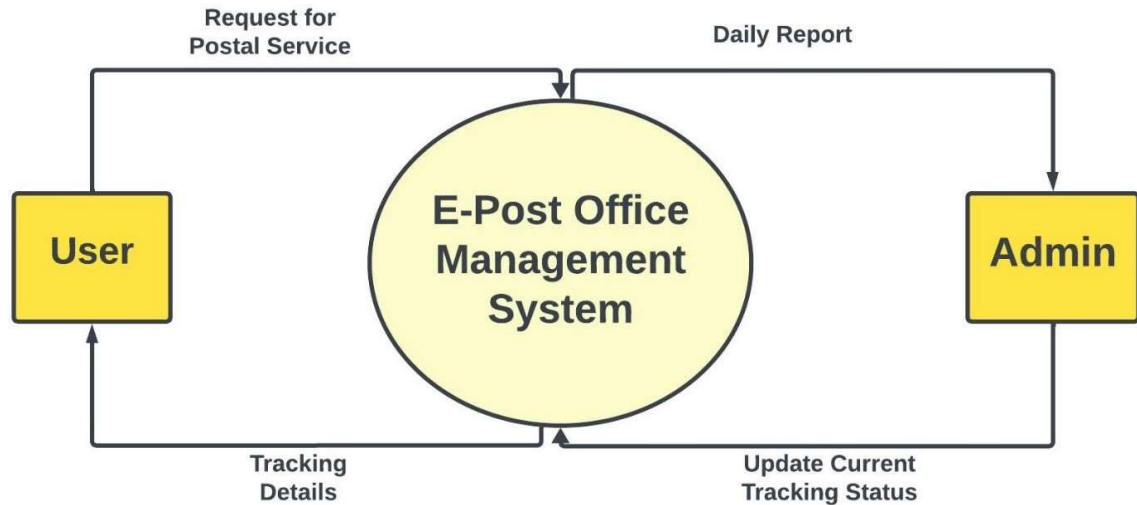 Request for
Postal Service
Daily Report
User
E-Post Office
Management
System
Admin
Tracking
Details
Update Current
Tracking Status